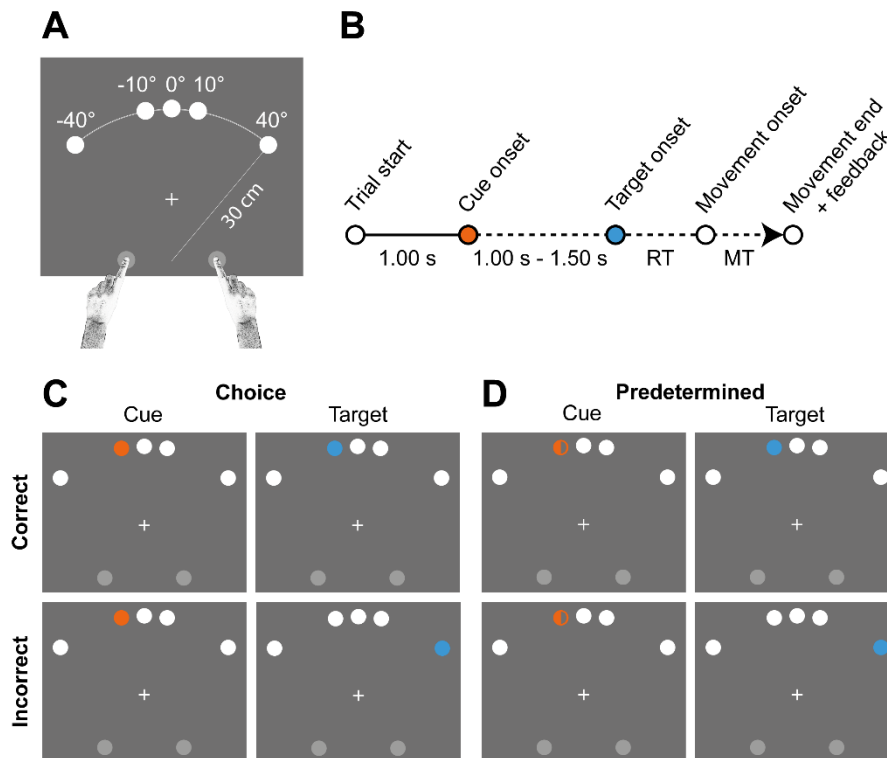 A
-10° 0° 10°
-40°
40°
30 cm
B
Trial start
Cue onset
Target onset
Movement onset
Movement end
+ feedback
1.00 s
1.00 s - 1.50 s
RT
MT
C
Choice
Cue
Target
D
Predetermined
Cue
Target
Correct
Incorrect